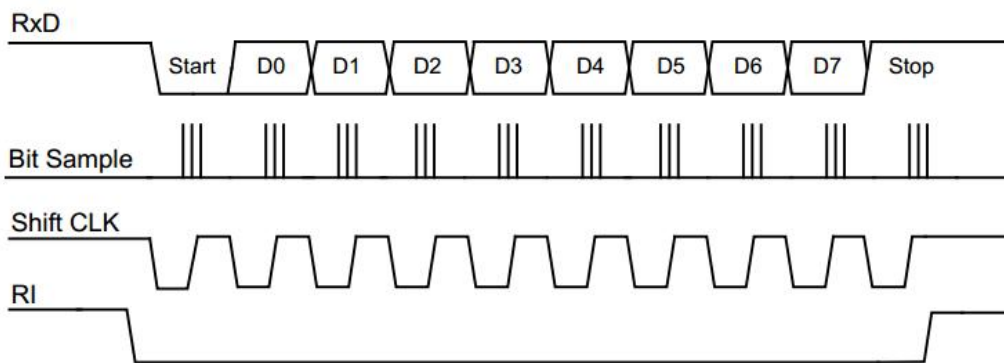 RxD
Start D0 D1 D2 D3 D4 D5 D6 D7 Stop
Bit Sample
Shift CLK
RI